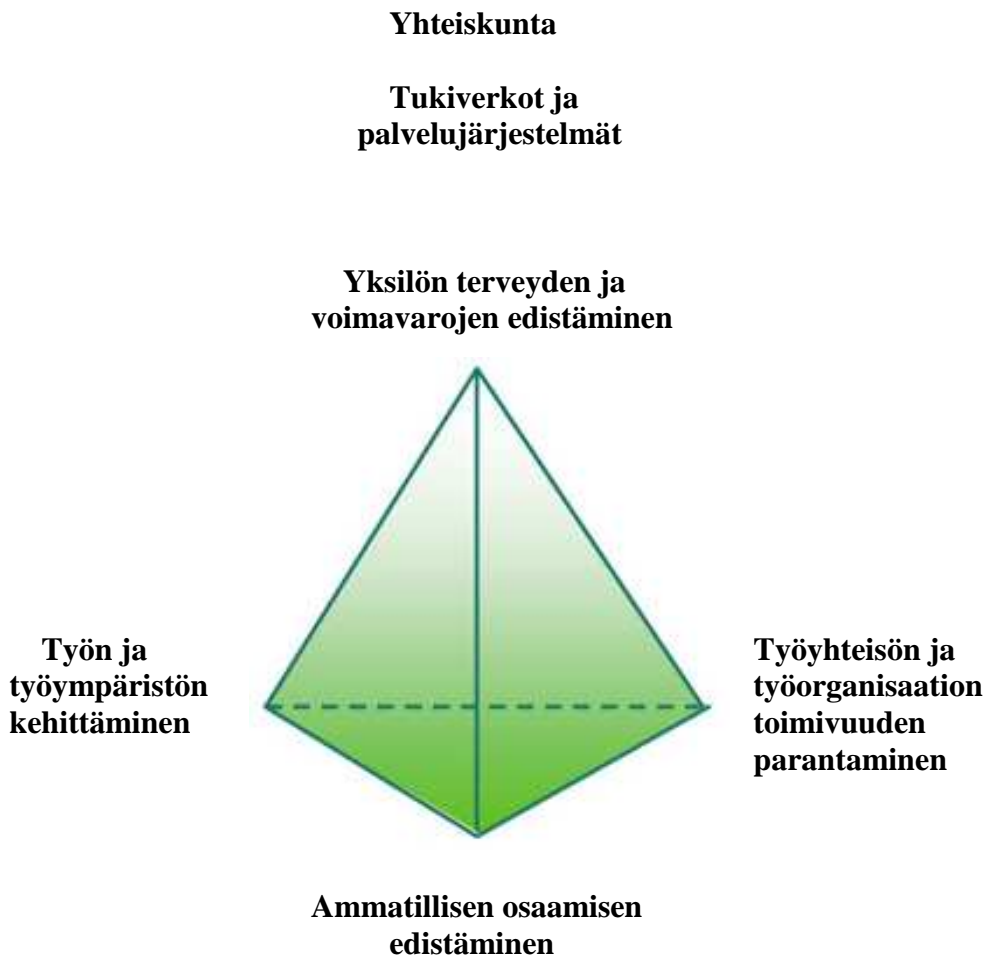 Yhteiskunta
Tukiverkot ja
palvelujärjestelmät
Yksilön terveyden ja
voimavarojen edistäminen
Työn ja
työympäristön
kehittäminen
Työyhteisön ja
työorganisaation
toimivuuden
parantaminen
Ammatillisen osaamisen
edistäminen